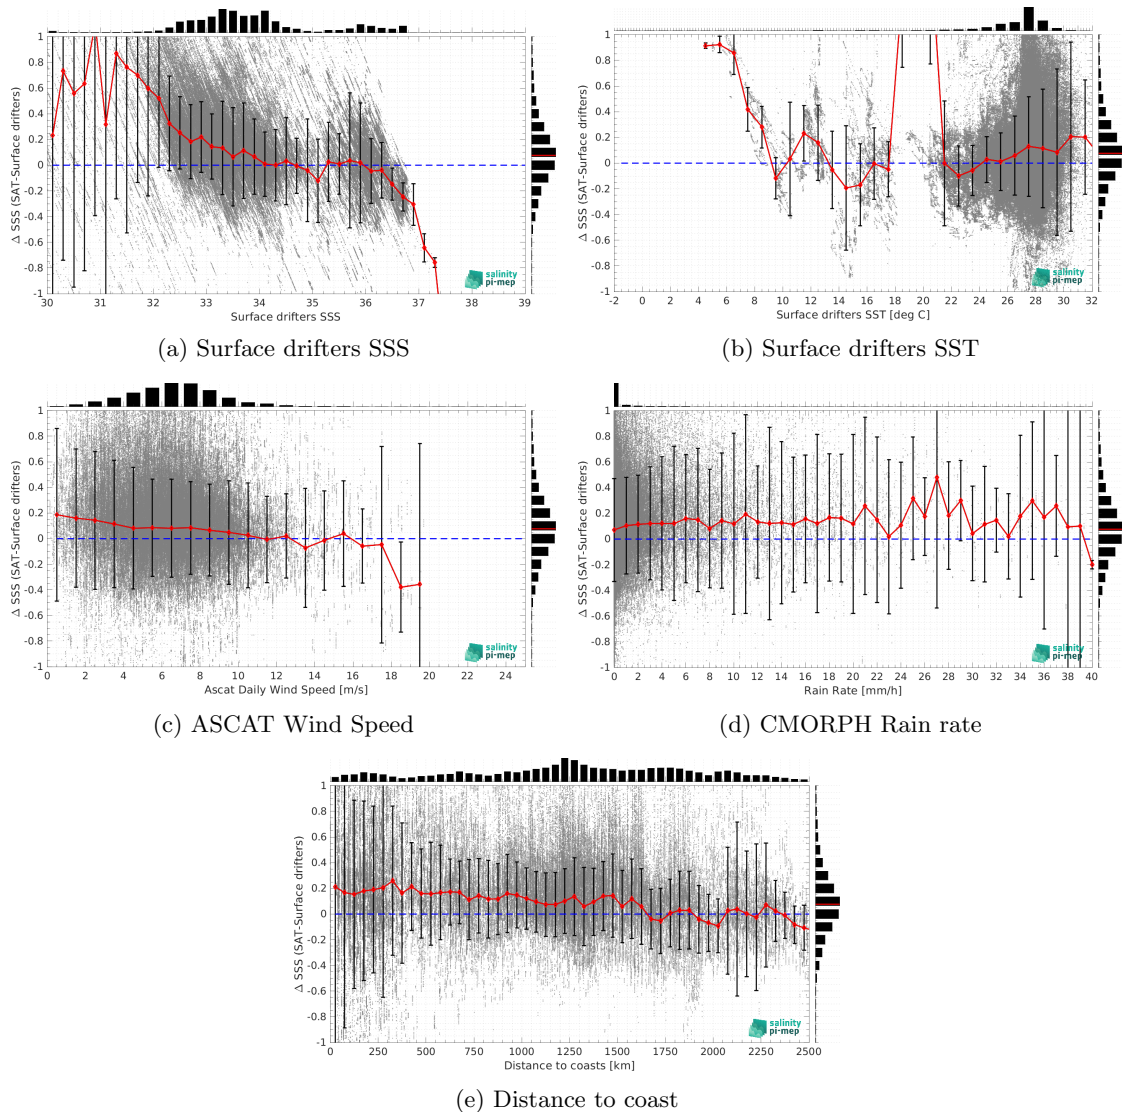 Δ SSS (SAT-Surface drifters)
1
0.8
0.6
0.4
0.2
0
-0.2
-0.4
-0.6
-0.8
-1
30 31 32 33 34 35 36 37 38 39
Surface drifters SSS
salinity
pi-mep
(a) Surface drifters SSS
Δ SSS (SAT-Surface drifters)
1
0.8
0.6
0.4
0.2
0
-0.2
-0.4
-0.6
-0.8
-1
-2 0 2 4 6 8 10 12 14 16 18 20 22 24 26 28 30 32
Surface drifters SST [deg C]
salinity
pi-mep
(b) Surface drifters SST
Δ SSS (SAT-Surface drifters)
1
0.8
0.6
0.4
0.2
0
-0.2
-0.4
-0.6
-0.8
-1
0 2 4 6 8 10 12 14 16 18 20 22 25
Ascat Daily Wind Speed [m/s]
salinity
pi-mep
(c) ASCAT Wind Speed
Δ SSS (SAT-Surface drifters)
1
0.8
0.6
0.4
0.2
0
-0.2
-0.4
-0.6
-0.8
-1
0 2 4 6 8 10 12 14 16 18 20 22 24 26 28 30 32 34 36 38 40
Rain Rate [mm/h]
salinity
pi-mep
(d) CMORPH Rain rate
Δ SSS (SAT-Surface drifters)
1
0.8
0.6
0.4
0.2
0
-0.2
-0.4
-0.6
-0.8
-1
0 250 500 750 1000 1250 1500 1750 2000 2250 2500
Distance to coasts [km]
salinity
pi-mep
(e) Distance to coast